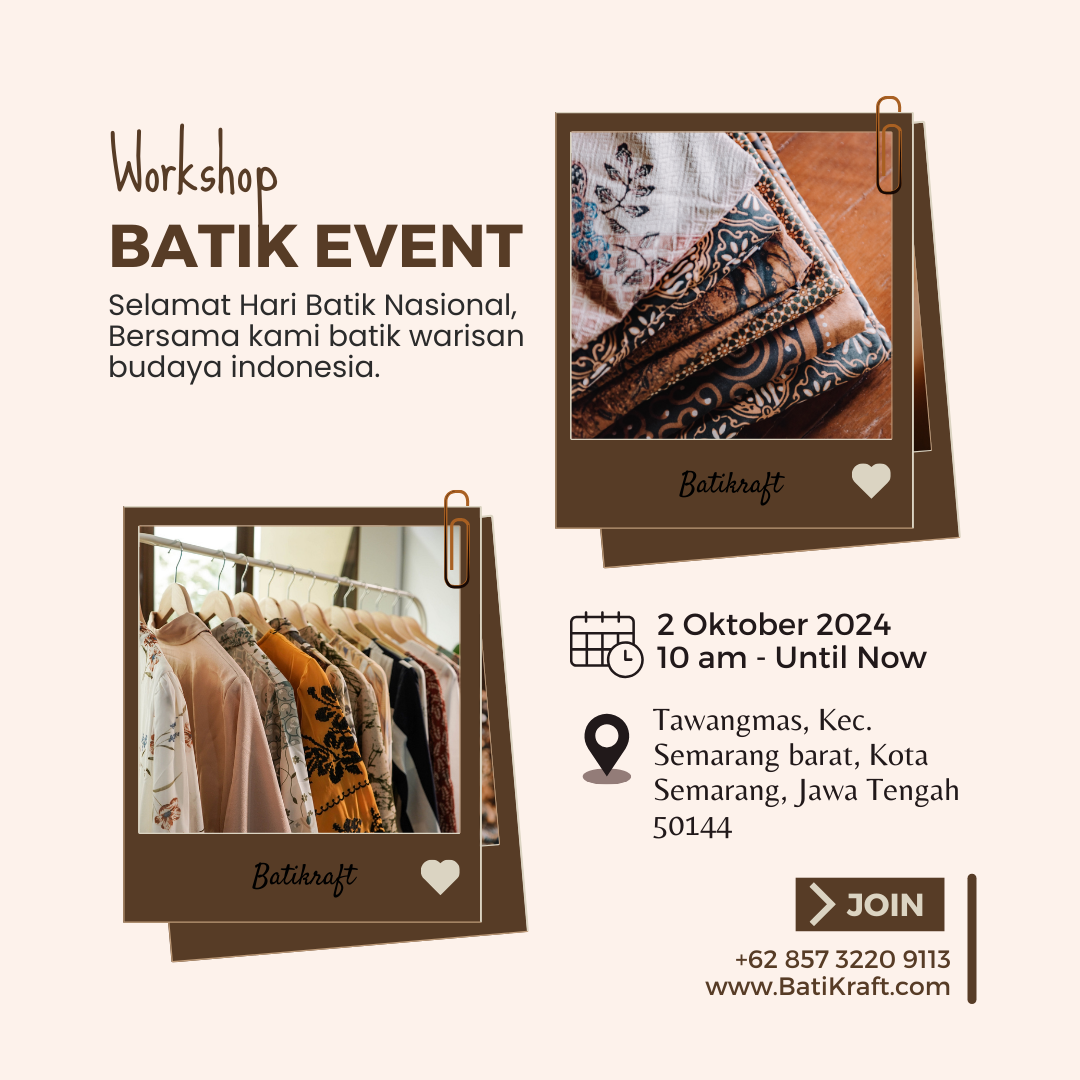 Workshop
BATIK EVENT
Selamat Hari Batik Nasional,
Bersama kami batik warisan
budaya indonesia.
Batikraft
Batikraft
2 Oktober 2024
10 am - Until Now
Tawangmas, Kec.
Semarang barat, Kota
Semarang, Jawa Tengah
50144
JOIN
+62 857 3220 9113
www.BatiKraft.com